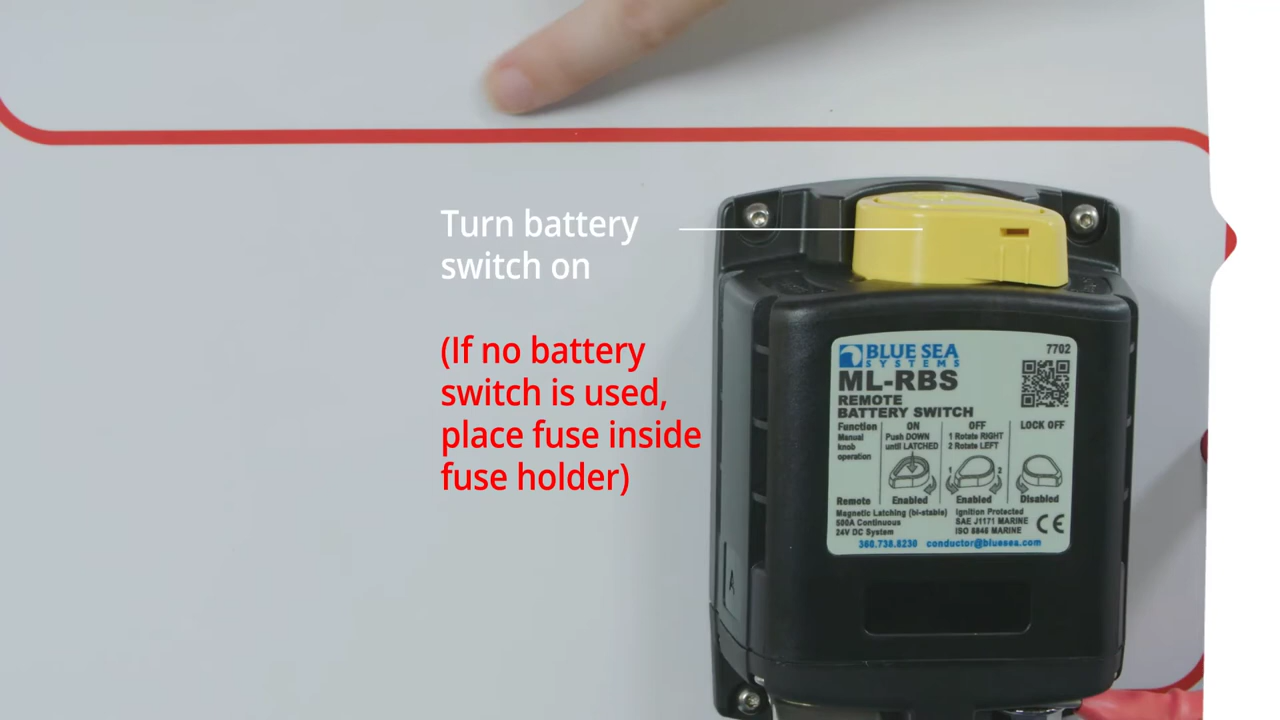 Turn battery
switch on
(If no battery
switch is used,
place fuse inside
fuse holder)
BLUE SEA
SYSTEMS
7702
ML-RBS
REMOTE
BATTERY SWITCH
Function
Manual
knob
operation
ON
Push DOWN
until LATCHED
OFF
1 Rotate RIGHT
2 Rotate LEFT
LOCK OFF
1 2
Remote Enabled Enabled Disabled
Magnetic Latching (bi-stable)
500A Continuous
24V DC System
Ignition Protected
SAE J1171 MARINE
ISO 8846 MARINE
CE
360.738.8230 conductor@bluesea.com
A